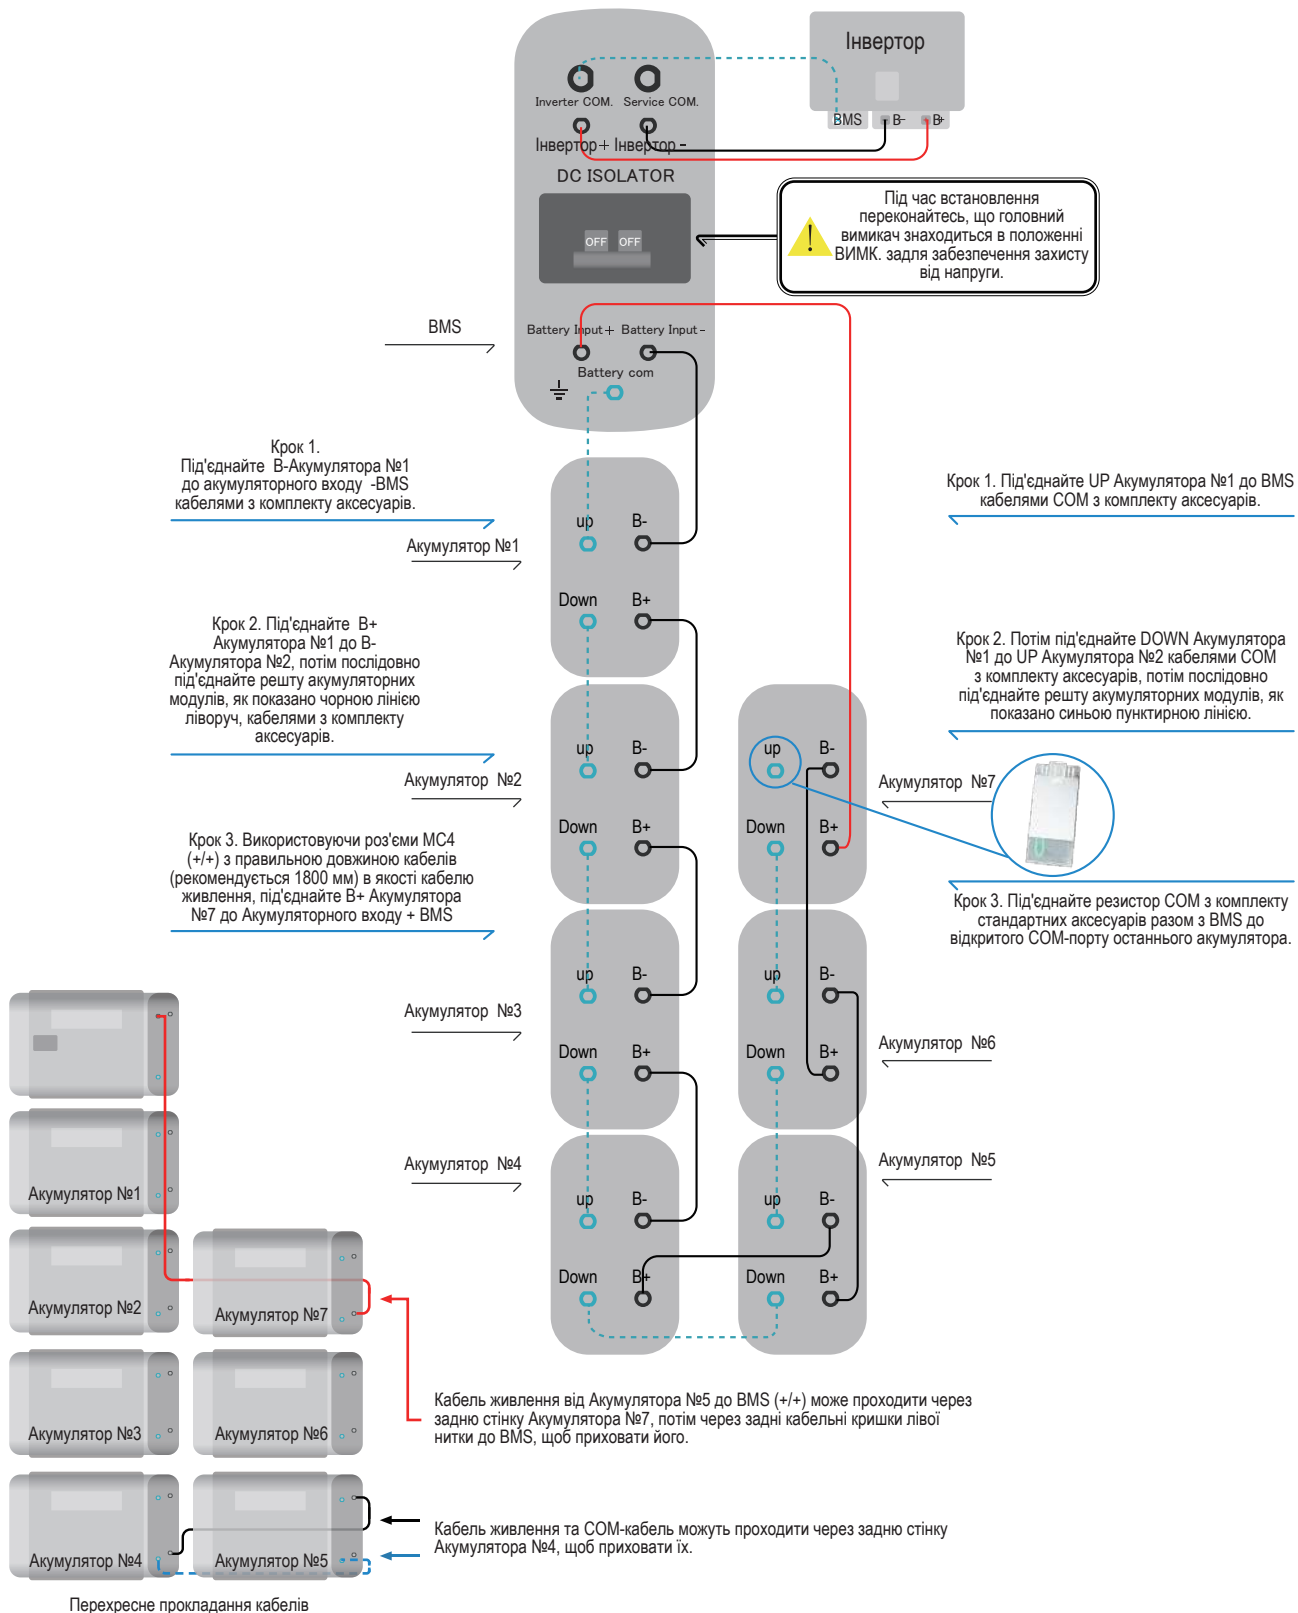 Інвертор
Inverter COM. Service COM.
BMS B- B+
Інвертор+ Інвертор-
DC ISOLATOR
OFF OFF
Під час встановлення
переконайтесь, що головний
вимикач знаходиться в положенні
ВИМК. задля забезпечення захисту
від напруги.
BMS
Battery Input+ Battery Input-
Battery com
Крок 1.
Під'єднайте B-Акумулятора №1
до акумуляторного входу -BMS
кабелями з комплекту аксесуарів.
Акумулятор №1
up B-
Down B+
Крок 1. Під'єднайте UP Акумулятора №1 до BMS
кабелями COM з комплекту аксесуарів.
Крок 2. Під'єднайте B+
Акумулятора №1 до B-
Акумулятора №2, потім послідовно
під'єднайте решту акумуляторних
модулів, як показано чорною лінією
ліворуч, кабелями з комплекту
аксесуарів.
Акумулятор №2
up B-
Down B+
Крок 2. Потім під'єднайте DOWN Акумулятора
№1 до UP Акумулятора №2 кабелями COM
з комплекту аксесуарів, потім послідовно
під'єднайте решту акумуляторних модулів, як
показано синьою пунктирною лінією.
up B-
Down B+
Акумулятор №7
Крок 3. Використовуючи роз'єми MC4
(+/+) з правильною довжиною кабелів
(рекомендується 1800 мм) в якості кабелю
живлення, під'єднайте B+ Акумулятора
№7 до Акумуляторного входу + BMS
Крок 3. Під'єднайте резистор COM з комплекту
стандартних аксесуарів разом з BMS до
відкритого COM-порту останнього акумулятора.
Акумулятор №3
up B-
Down B+
up B-
Down B+
Акумулятор №6
Акумулятор №4
up B-
Down B+
up B-
Down B+
Акумулятор №5
Акумулятор №1
Акумулятор №2
Акумулятор №7
Акумулятор №3
Акумулятор №6
Акумулятор №4
Акумулятор №5
Кабель живлення від Акумулятора №5 до BMS (+/+) може проходити через
задню стінку Акумулятора №7, потім через задні кабельні кришки лівої
нитки до BMS, щоб приховати його.
Кабель живлення та COM-кабель можуть проходити через задню стінку
Акумулятора №4, щоб приховати їх.
Перехресне прокладання кабелів